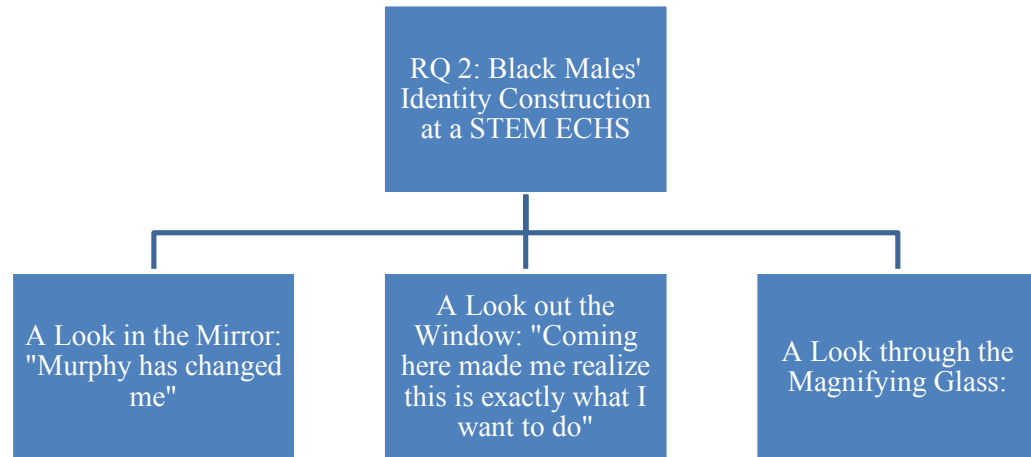 RQ 2: Black Males'
Identity Construction
at a STEM ECHS
A Look in the Mirror:
"Murphy has changed
me"
A Look out the
Window: "Coming
here made me realize
this is exactly what I
want to do"
A Look through the
Magnifying Glass: